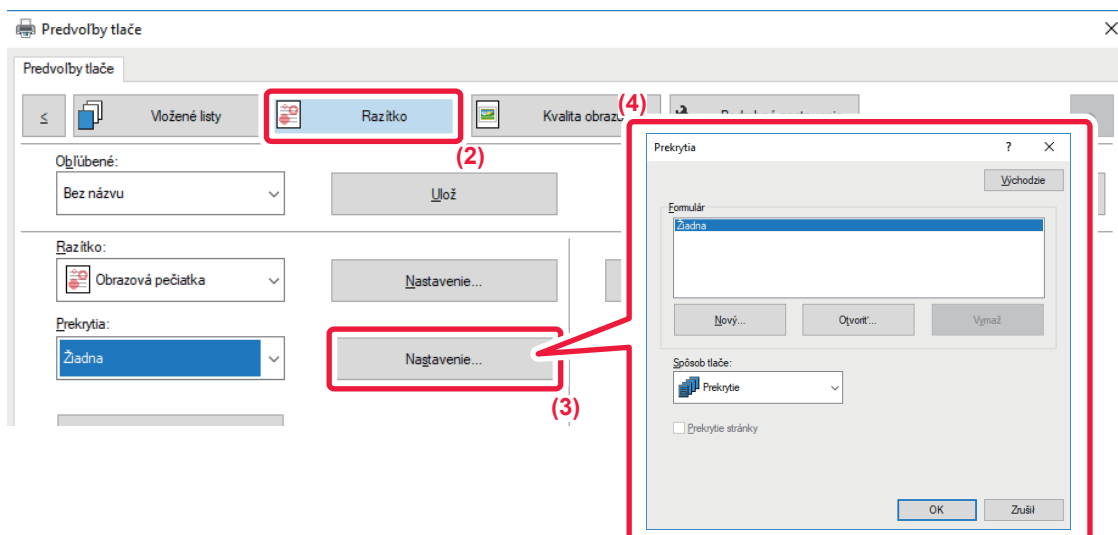 Predvoľby tlače
Predvoľby tlače
< Vložené listy Razítko Kvalita obrazu
(4)
(2)
Obľúbené:
Bez názvu Ulož
Razítko:
Obrazová pečiatka Nastavenie...
Prekrytia:
Žiadna Nastavenie...
(3)
Prekrytia ?
Východzie
Formulár
Žiadna
Nový... Otvoriť... Vymaž
Spôsob tlače:
Prekrytie
Prekrytie stránky
OK Zrušil